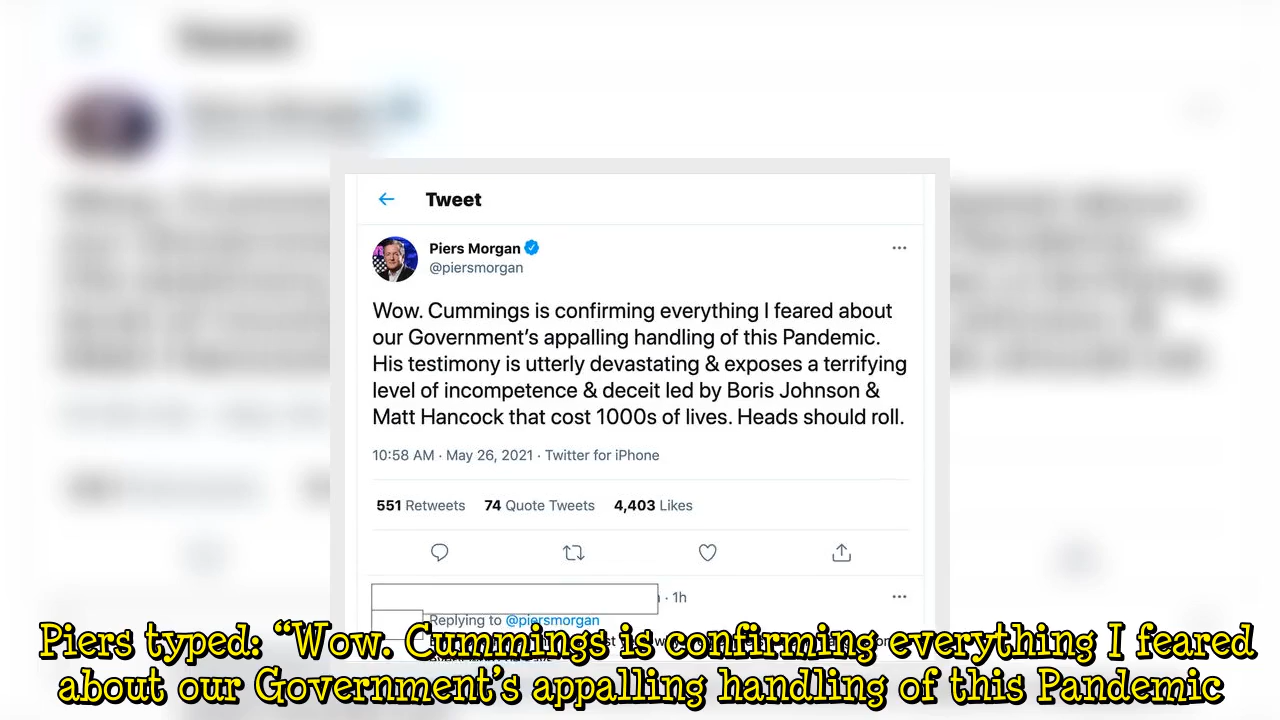 Tweet
Piers Morgan
@piersmorgan
Wow. Cummings is confirming everything I feared about
our Government’s appalling handling of this Pandemic.
His testimony is utterly devastating & exposes a terrifying
level of incompetence & deceit led by Boris Johnson &
Matt Hancock that cost 1000s of lives. Heads should roll.
10:58 AM · May 26, 2021 · Twitter for iPhone
551 Retweets 74 Quote Tweets 4,403 Likes
· 1h
Replying to @piersmorgan
Piers typed: “Wow. Cummings is confirming everything I feared
about our Government’s appalling handling of this Pandemic